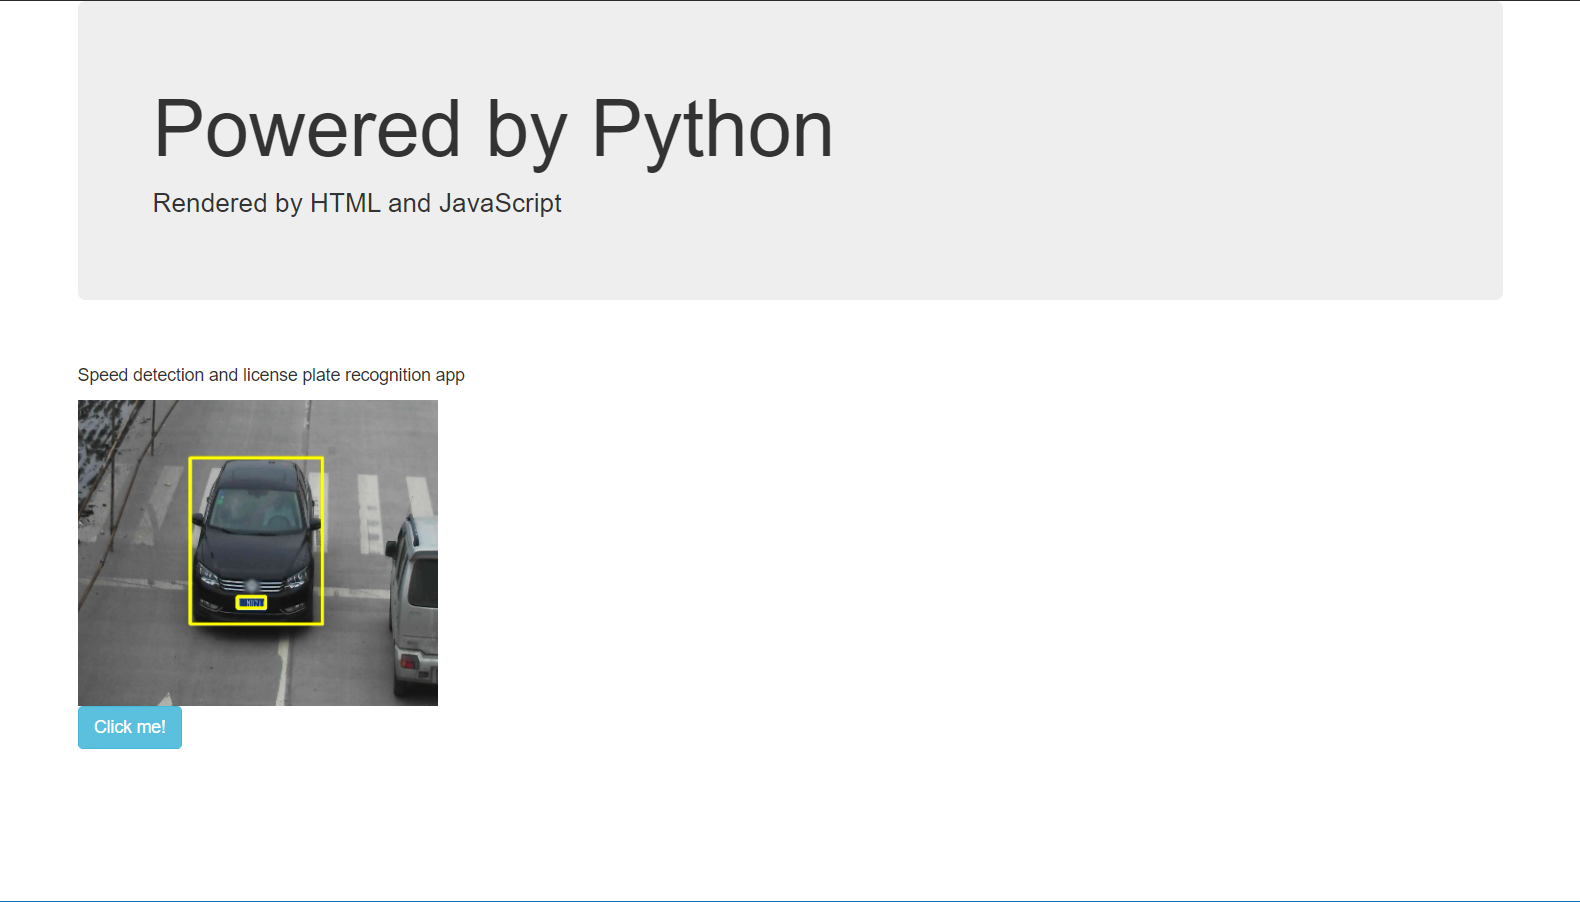 Powered by Python
Rendered by HTML and JavaScript
Speed detection and license plate recognition app
Click me!